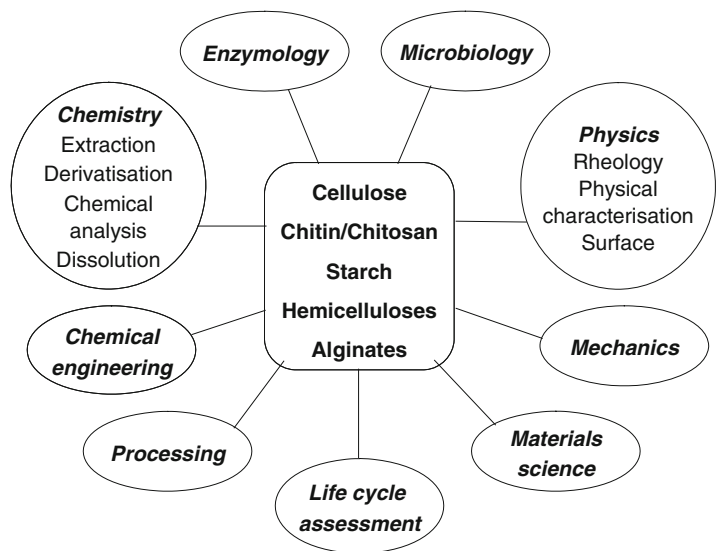 Enzymology
Microbiology
Chemistry
Extraction
Derivatisation
Chemical
analysis
Dissolution
Physics
Rheology
Physical
characterisation
Surface
Cellulose
Chitin/Chitosan
Starch
Hemicelluloses
Alginates
Chemical
engineering
Mechanics
Processing
Materials
science
Life cycle
assessment